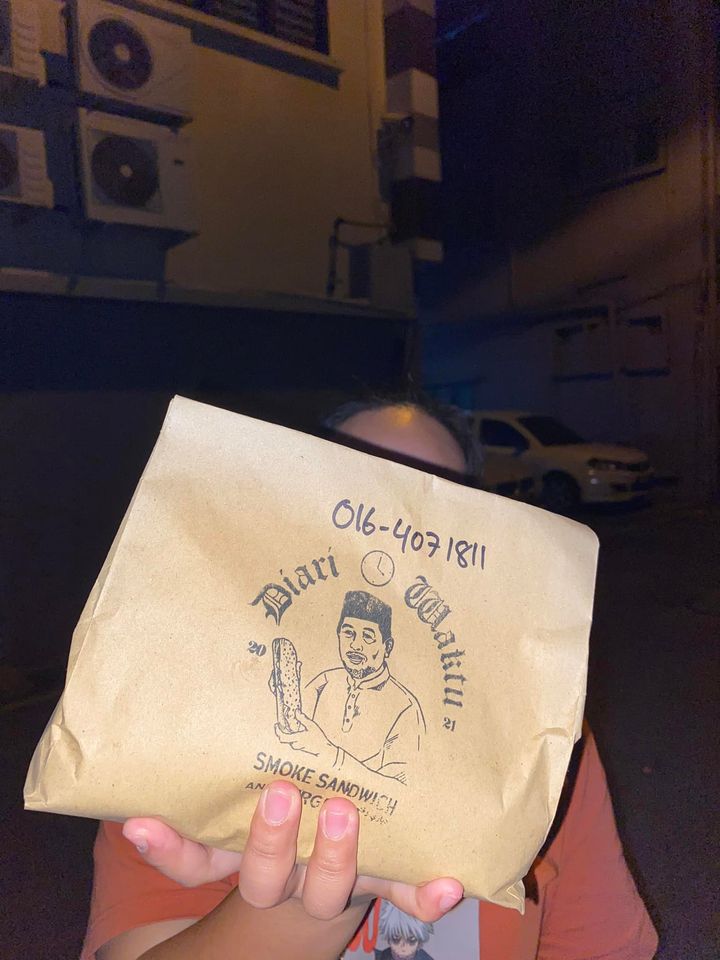 016-4071811
Diari Waktu
20 21
SMOKE SANDWICH